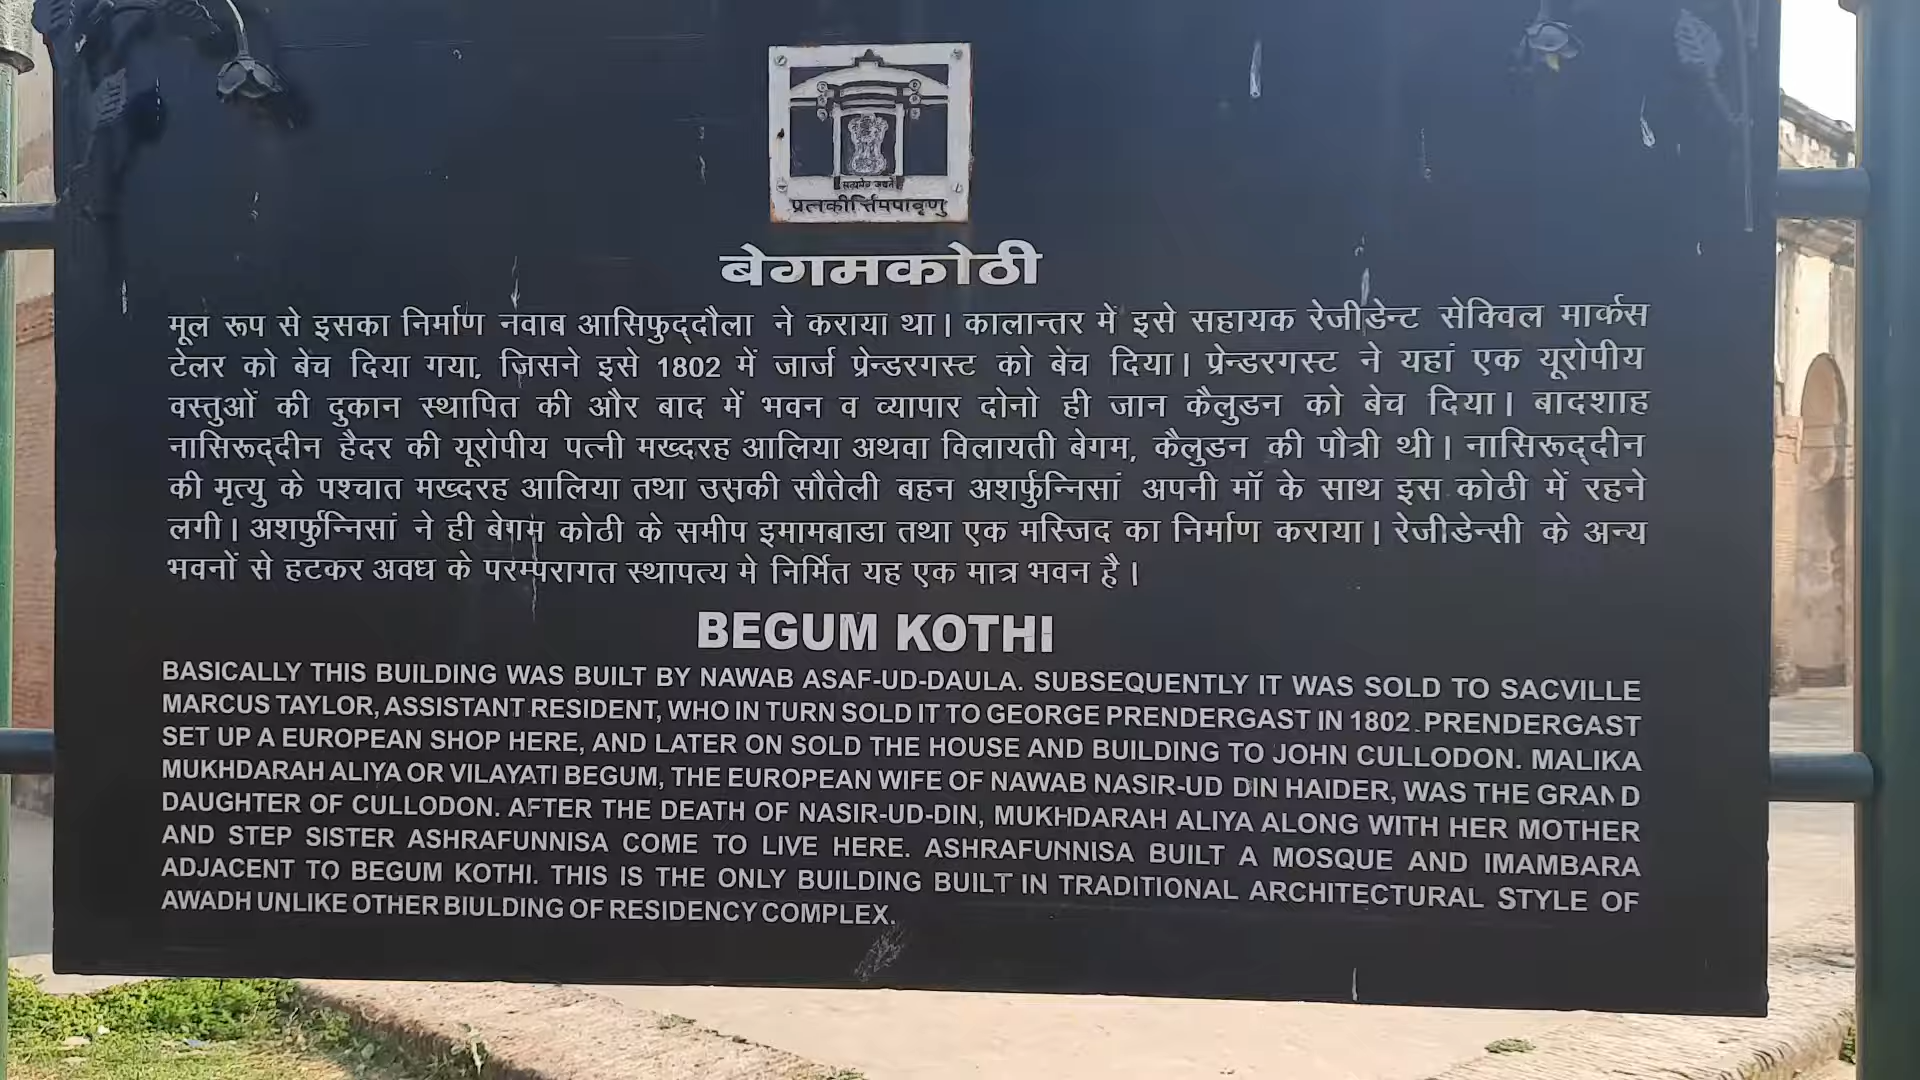 सत्यमेव जयते
प्रत्नकीर्त्तिमपावृणु
बेगमकोठी
मूल रूप से इसका निर्माण नवाब आसिफुद्दौला ने कराया था। कालान्तर में इसे सहायक रेजीडेन्ट सेक्विल मार्कस
टेलर को बेच दिया गया, जिसने इसे 1802 में जार्ज प्रेन्डरगस्ट को बेच दिया। प्रेन्डरगस्ट ने यहां एक यूरोपीय
वस्तुओं की दुकान स्थापित की और बाद में भवन व व्यापार दोनो ही जान कैलुडन को बेच दिया। बादशाह
नासिरूद्दीन हैदर की यूरोपीय पत्नी मख्दरह आलिया अथवा विलायती बेगम, कैलुडन की पौत्री थी। नासिरूद्दीन
की मृत्यु के पश्चात मख्दरह आलिया तथा उसकी सौतेली बहन अशर्फुन्निसां अपनी मॉ के साथ इस कोठी में रहने
लगी। अशर्फुन्निसां ने ही बेगम कोठी के समीप इमामबाडा तथा एक मस्जिद का निर्माण कराया। रेजीडेन्सी के अन्य
भवनों से हटकर अवध के परम्परागत स्थापत्य मे निर्मित यह एक मात्र भवन है।
BEGUM KOTHI
BASICALLY THIS BUILDING WAS BUILT BY NAWAB ASAF-UD-DAULA. SUBSEQUENTLY IT WAS SOLD TO SACVILLE
MARCUS TAYLOR, ASSISTANT RESIDENT, WHO IN TURN SOLD IT TO GEORGE PRENDERGAST IN 1802. PRENDERGAST
SET UP A EUROPEAN SHOP HERE, AND LATER ON SOLD THE HOUSE AND BUILDING TO JOHN CULLODON. MALIKA
MUKHDARAH ALIYA OR VILAYATI BEGUM, THE EUROPEAN WIFE OF NAWAB NASIR-UD DIN HAIDER, WAS THE GRAND
DAUGHTER OF CULLODON. AFTER THE DEATH OF NASIR-UD-DIN, MUKHDARAH ALIYA ALONG WITH HER MOTHER
AND STEP SISTER ASHRAFUNNISA COME TO LIVE HERE. ASHRAFUNNISA BUILT A MOSQUE AND IMAMBARA
ADJACENT TO BEGUM KOTHI. THIS IS THE ONLY BUILDING BUILT IN TRADITIONAL ARCHITECTURAL STYLE OF
AWADH UNLIKE OTHER BIULDING OF RESIDENCY COMPLEX.